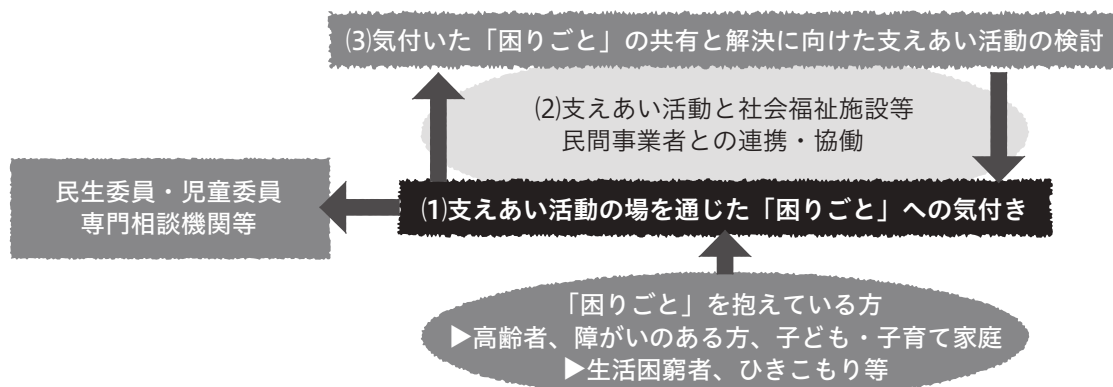 ⑶気付いた「困りごと」の共有と解決に向けた支えあい活動の検討
⑵支えあい活動と社会福祉施設等
民間事業者との連携・協働
民生委員・児童委員
専門相談機関等
⑴支えあい活動の場を通じた「困りごと」への気付き
「困りごと」を抱えている方
▶高齢者、障がいのある方、子ども・子育て家庭
▶生活困窮者、ひきこもり等